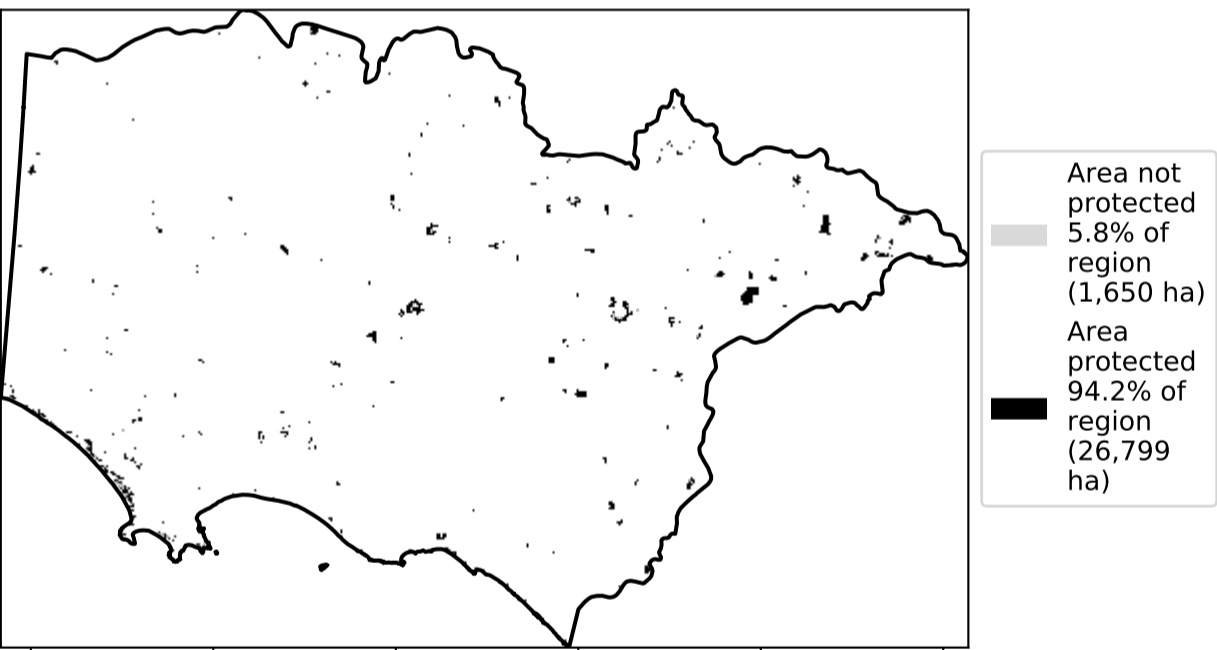 Area not
protected
5.8% of
region
(1,650 ha)
Area
protected
94.2% of
region
(26,799
ha)